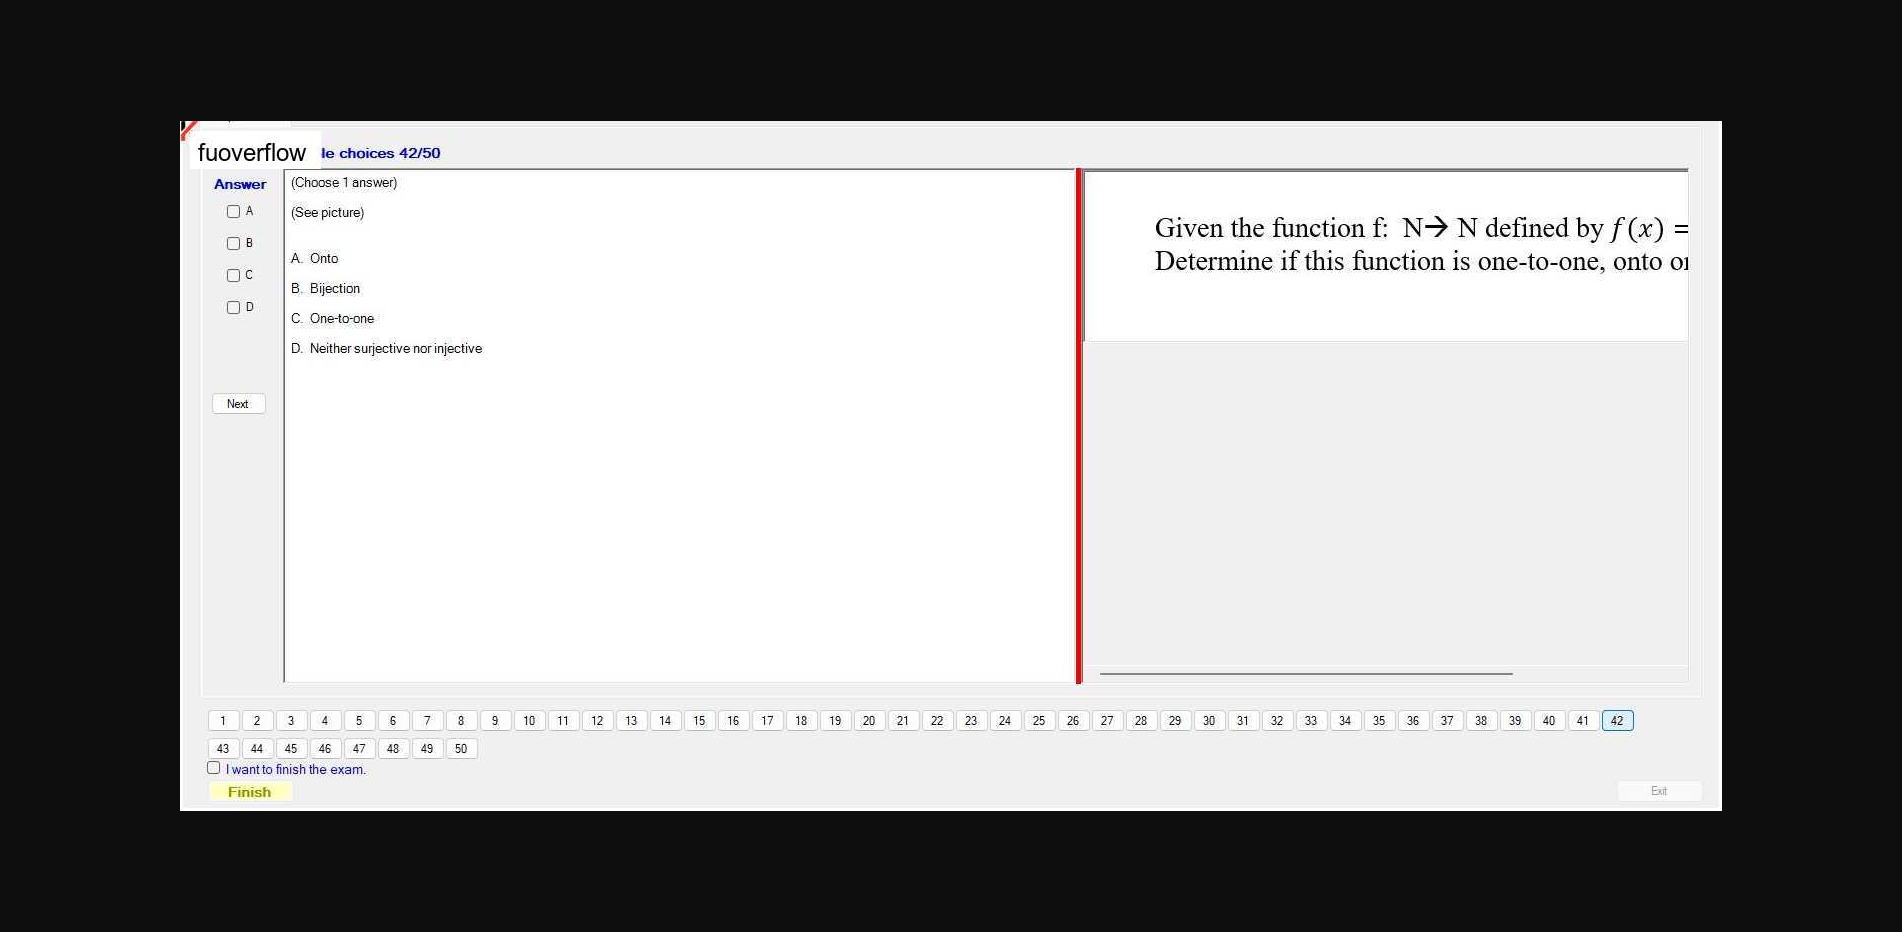 fuoverflow
le choices 42/50
Answer
A
B
C
D
Next
(Choose 1 answer)
(See picture)
A. Onto
B. Bijection
C. One-to-one
D. Neither surjective nor injective
Given the function f: N→ N defined by f(x) =
Determine if this function is one-to-one, onto or
1 2 3 4 5 6 7 8 9 10 11 12 13 14 15 16 17 18 19 20 21 22 23 24 25 26 27 28 29 30 31 32 33 34 35 36 37 38 39 40 41 42
43 44 45 46 47 48 49 50
I want to finish the exam.
Finish
Exit